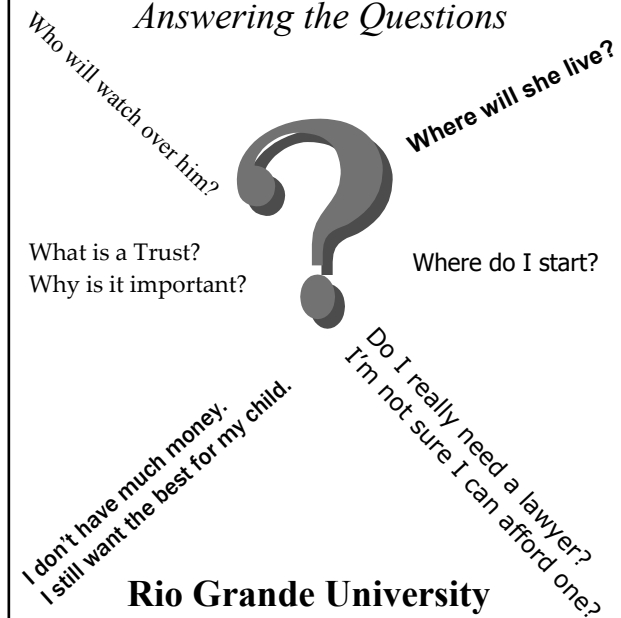 Answering the Questions
Who will watch over him?
Where will she live?
What is a Trust?
Why is it important?
Where do I start?
I don't have much money.
I still want the best for my child.
Do I really need a lawyer?
I'm not sure I can afford one?
Rio Grande University